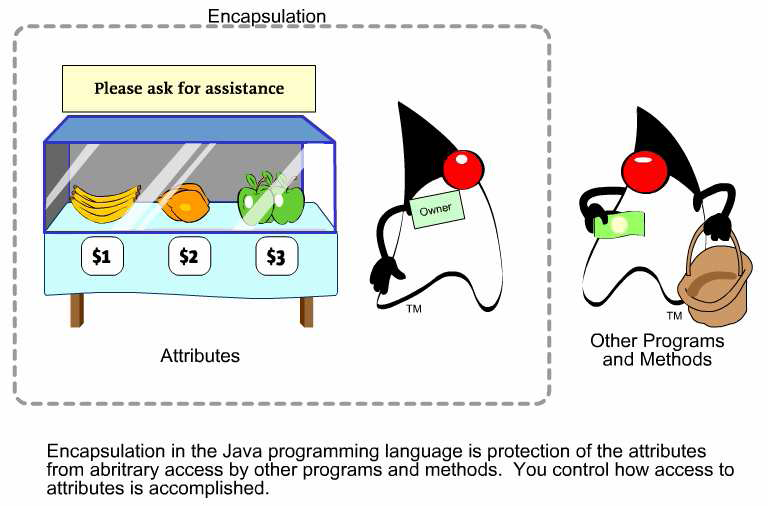 Encapsulation
Please ask for assistance
Owner
$1
$2
$3
TM
TM
Attributes
Other Programs
and Methods
Encapsulation in the Java programming language is protection of the attributes
from abritrary access by other programs and methods.  You control how access to
attributes is accomplished.